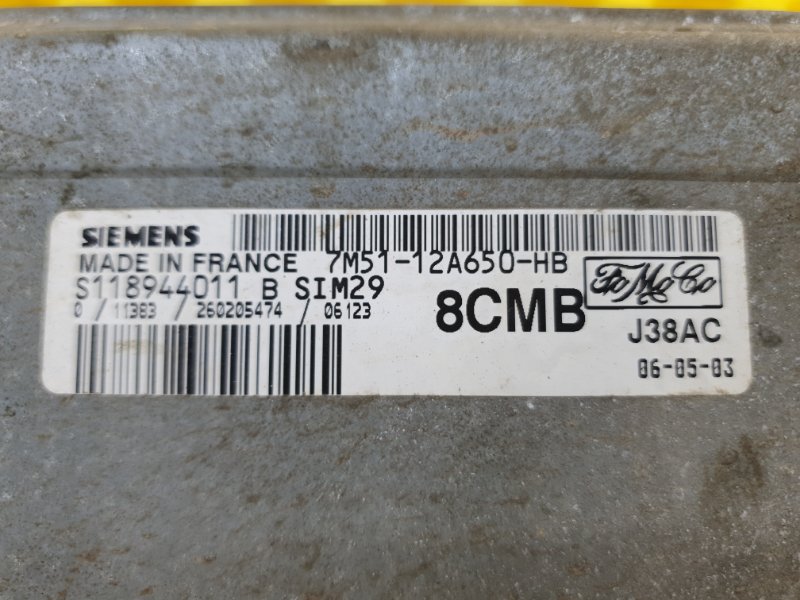 SIEMENS
MADE IN FRANCE 7M51-12A650-HB
S118944011 B SIM29
0 / 11383 / 260205474 / 06123
8CMB
FoMoCo
J38AC
06-05-03